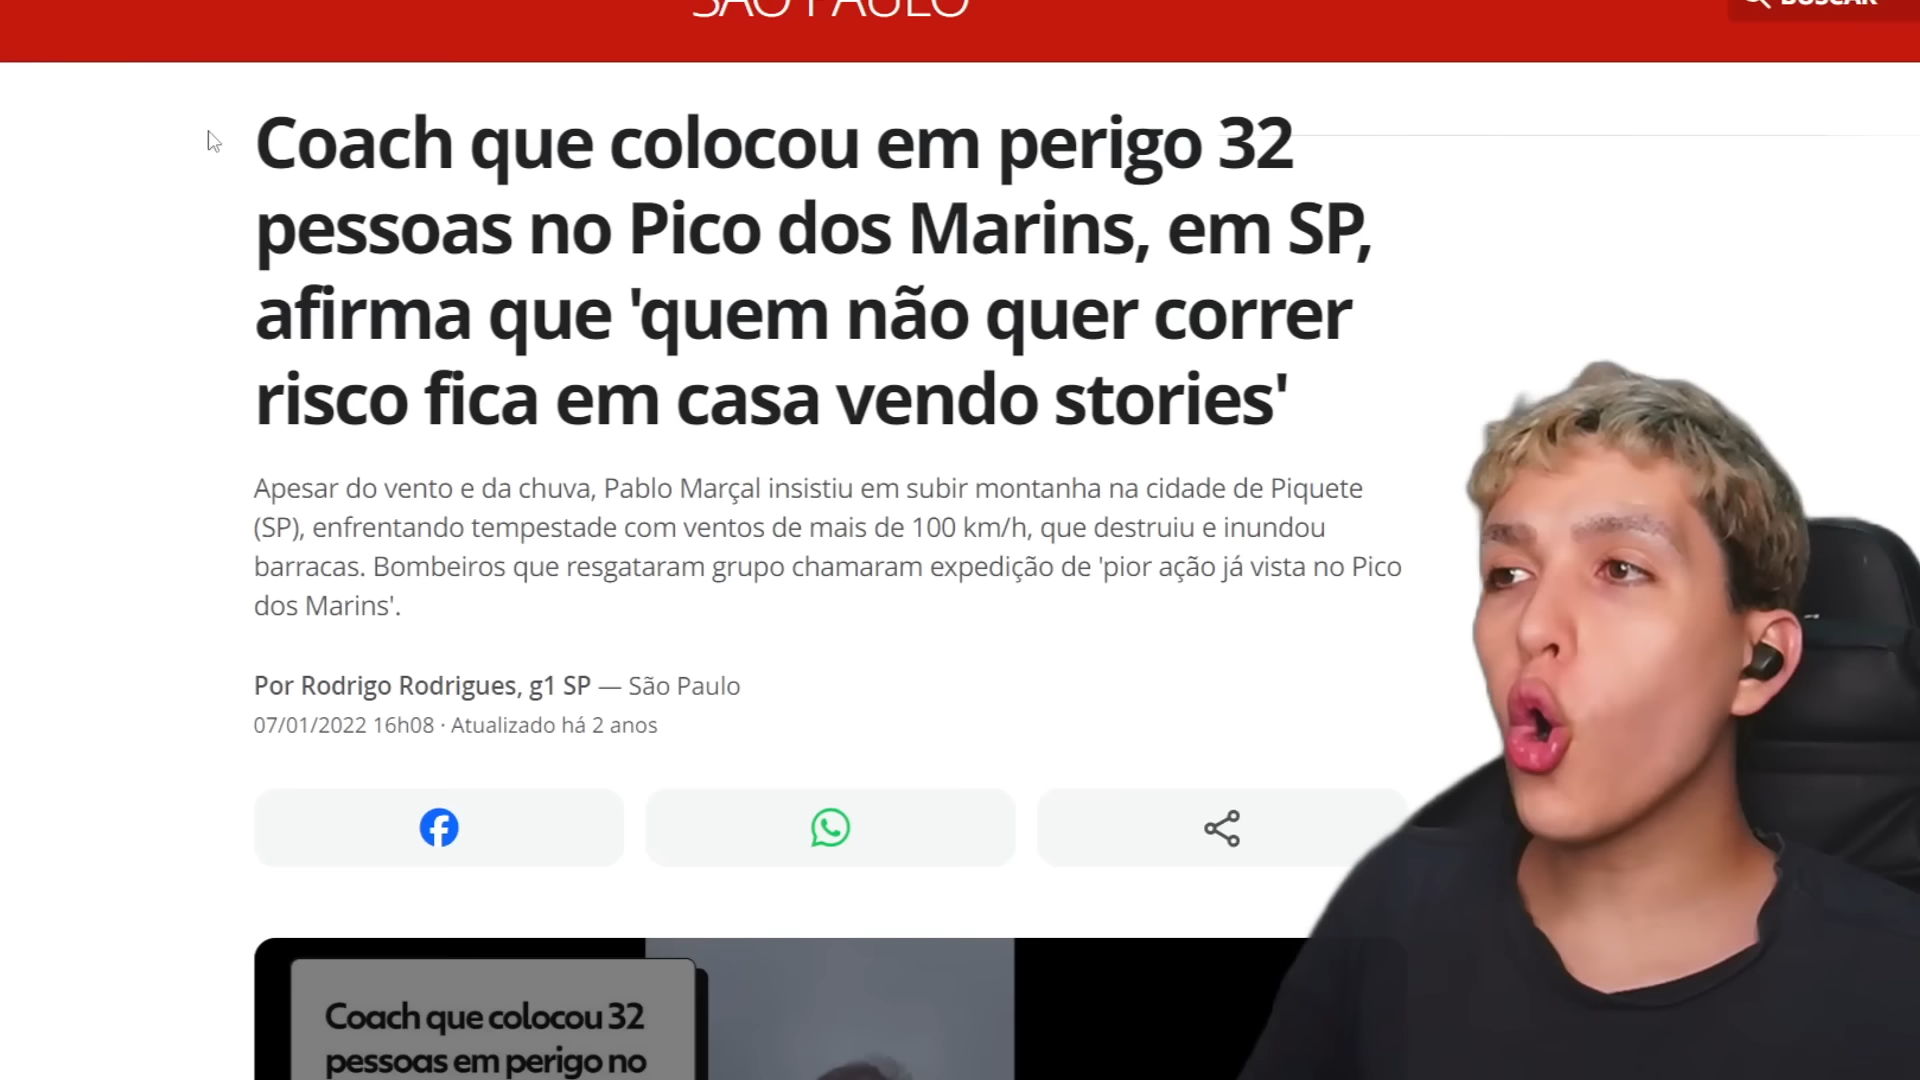 SÃO PAULO
BUSCAR
Coach que colocou em perigo 32
pessoas no Pico dos Marins, em SP,
afirma que 'quem não quer correr
risco fica em casa vendo stories'
Apesar do vento e da chuva, Pablo Marçal insistiu em subir montanha na cidade de Piquete
(SP), enfrentando tempestade com ventos de mais de 100 km/h, que destruiu e inundou
barracas. Bombeiros que resgataram grupo chamaram expedição de 'pior ação já vista no Pico
dos Marins'.
Por Rodrigo Rodrigues, g1 SP — São Paulo
07/01/2022 16h08 · Atualizado há 2 anos
Coach que colocou 32
pessoas em perigo no